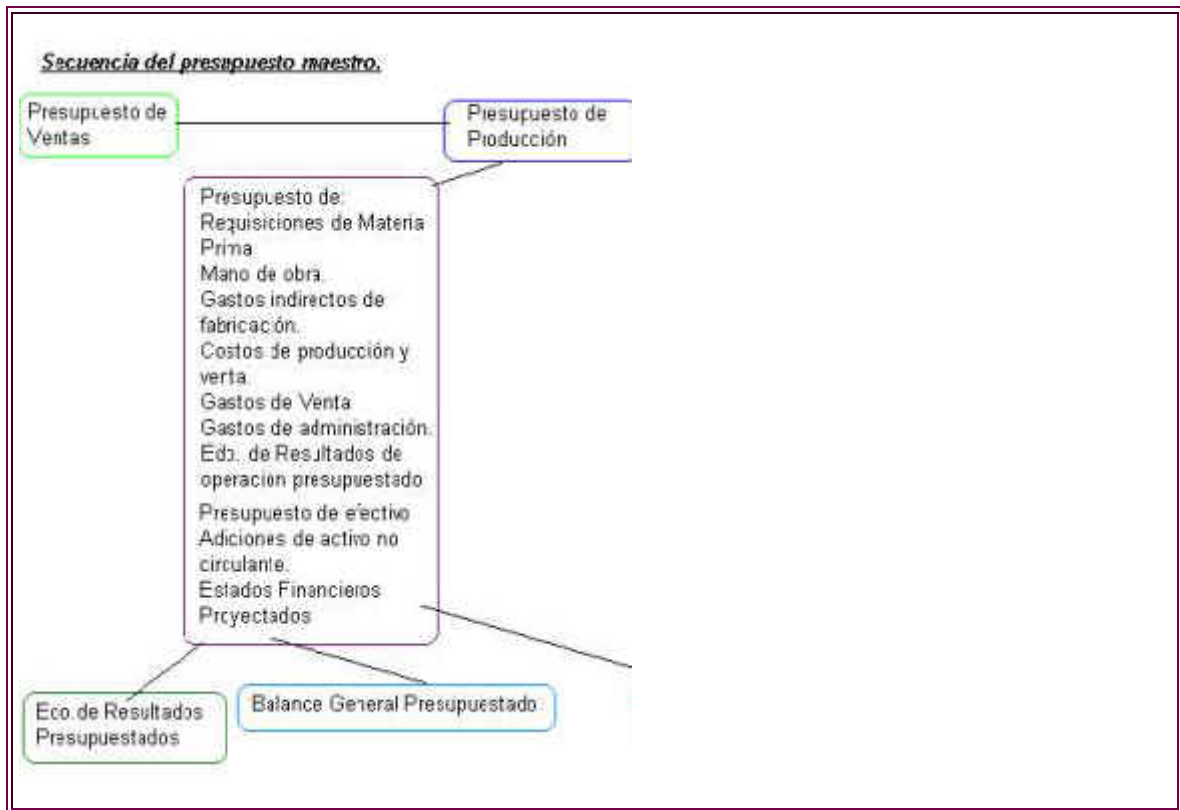 Secuencia del presupuesto maestro.
Presupuesto de
Ventas
Presupuesto de
Producción
Presupuesto de:
Requisiciones de Materia
Prima
Mano de obra.
Gastos indirectos de
fabricación.
Costos de producción y
venta
Gastos de Venta
Gastos de administración.
Edo. de Resultados de
operación presupuestado
Presupuesto de efectivo
Adiciones de activo no
circulante.
Estados Financieros
Proyectados
Eco. de Resultados
Presupuestados
Balance General Presupuestado